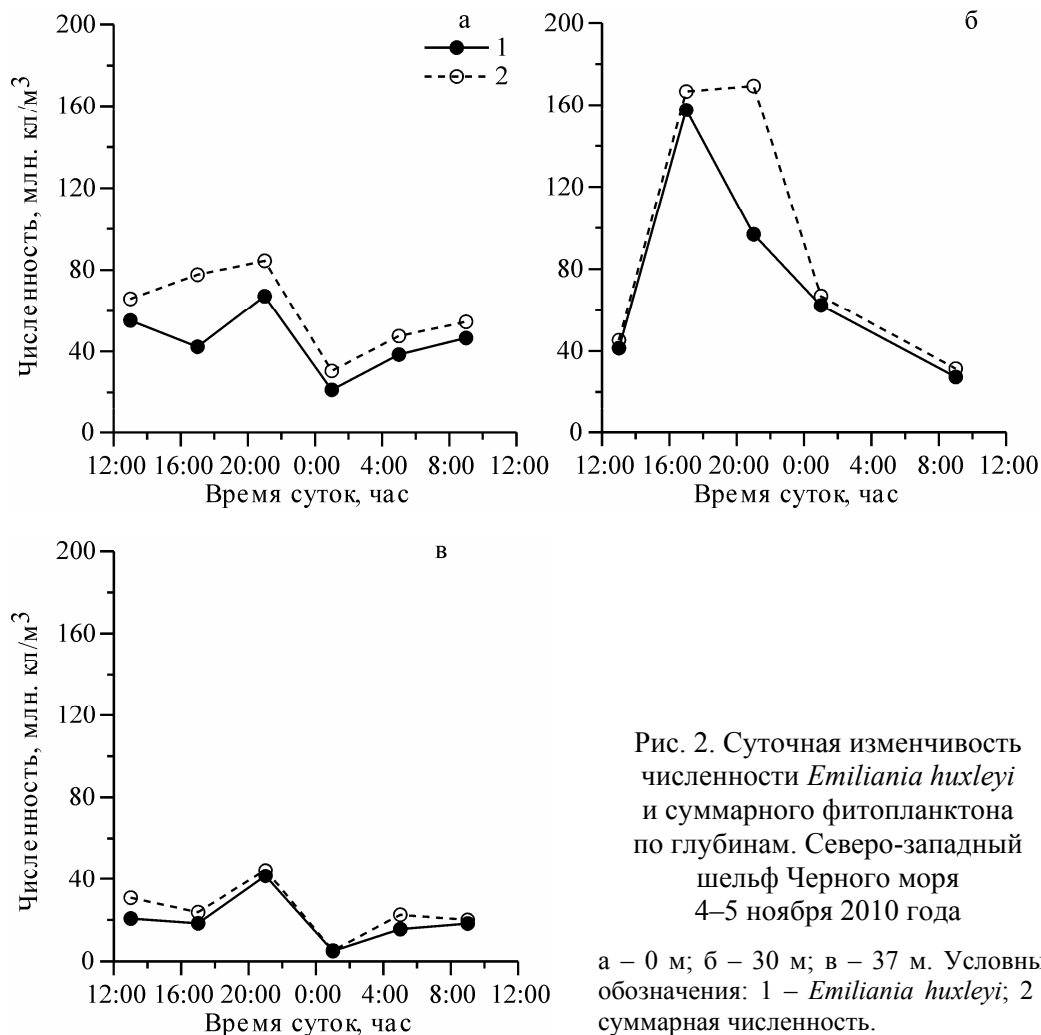 а
200
160
120
80
40
0
Численность, млн. кл/м³
1
2
12:00 16:00 20:00 0:00 4:00 8:00 12:00
Время суток, час
б
200
160
120
80
40
0
12:00 16:00 20:00 0:00 4:00 8:00 12:00
Время суток, час
в
200
160
120
80
40
0
Численность, млн. кл/м³
12:00 16:00 20:00 0:00 4:00 8:00 12:00
Время суток, час
Рис. 2. Суточная изменчивость
численности Emiliania huxleyi
и суммарного фитопланктона
по глубинам. Северо-западный
шельф Черного моря
4–5 ноября 2010 года
а – 0 м; б – 30 м; в – 37 м. Условны
обозначения: 1 – Emiliania huxleyi; 2
суммарная численность.